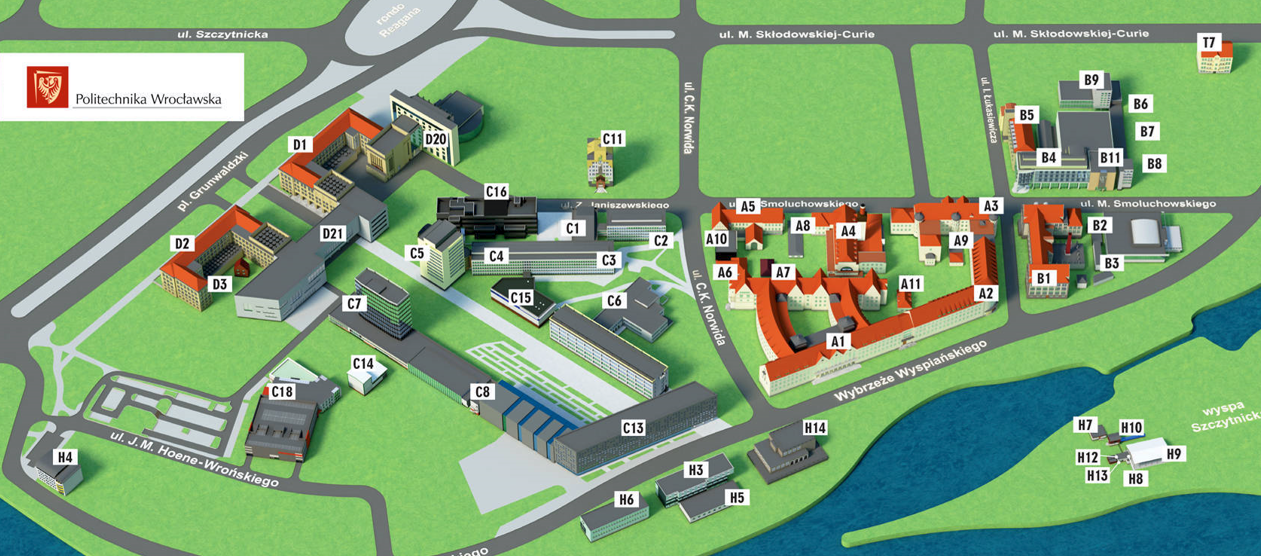 rondo
Reagana
ul. Szczytnicka
ul. M. Skłodowskiej-Curie
ul. M. Skłodowskiej-Curie
T7
Politechnika Wrocławska
B9
B6
B5
B7
B4
B11
B8
ul. C.K. Norwida
ul. I. Łukasiewicza
D1
D20
C11
pl. Grunwaldzki
C16
ul. Z. Janiszewskiego
ul. Smoluchowskiego
ul. M. Smoluchowskiego
A5
A3
C1
C2
A10
A8
A4
A9
B2
D2
D21
C5
C4
C3
B3
D3
A6
A7
B1
C7
C15
C6
A11
A2
ul. C.K. Norwida
A1
C14
C18
C8
Wybrzeże Wyspiańskiego
C13
H14
wyspa
H7
H10
ul. J.M. Hoene-Wrońskiego
H4
H12
H9
H3
H13
H8
H6
H5